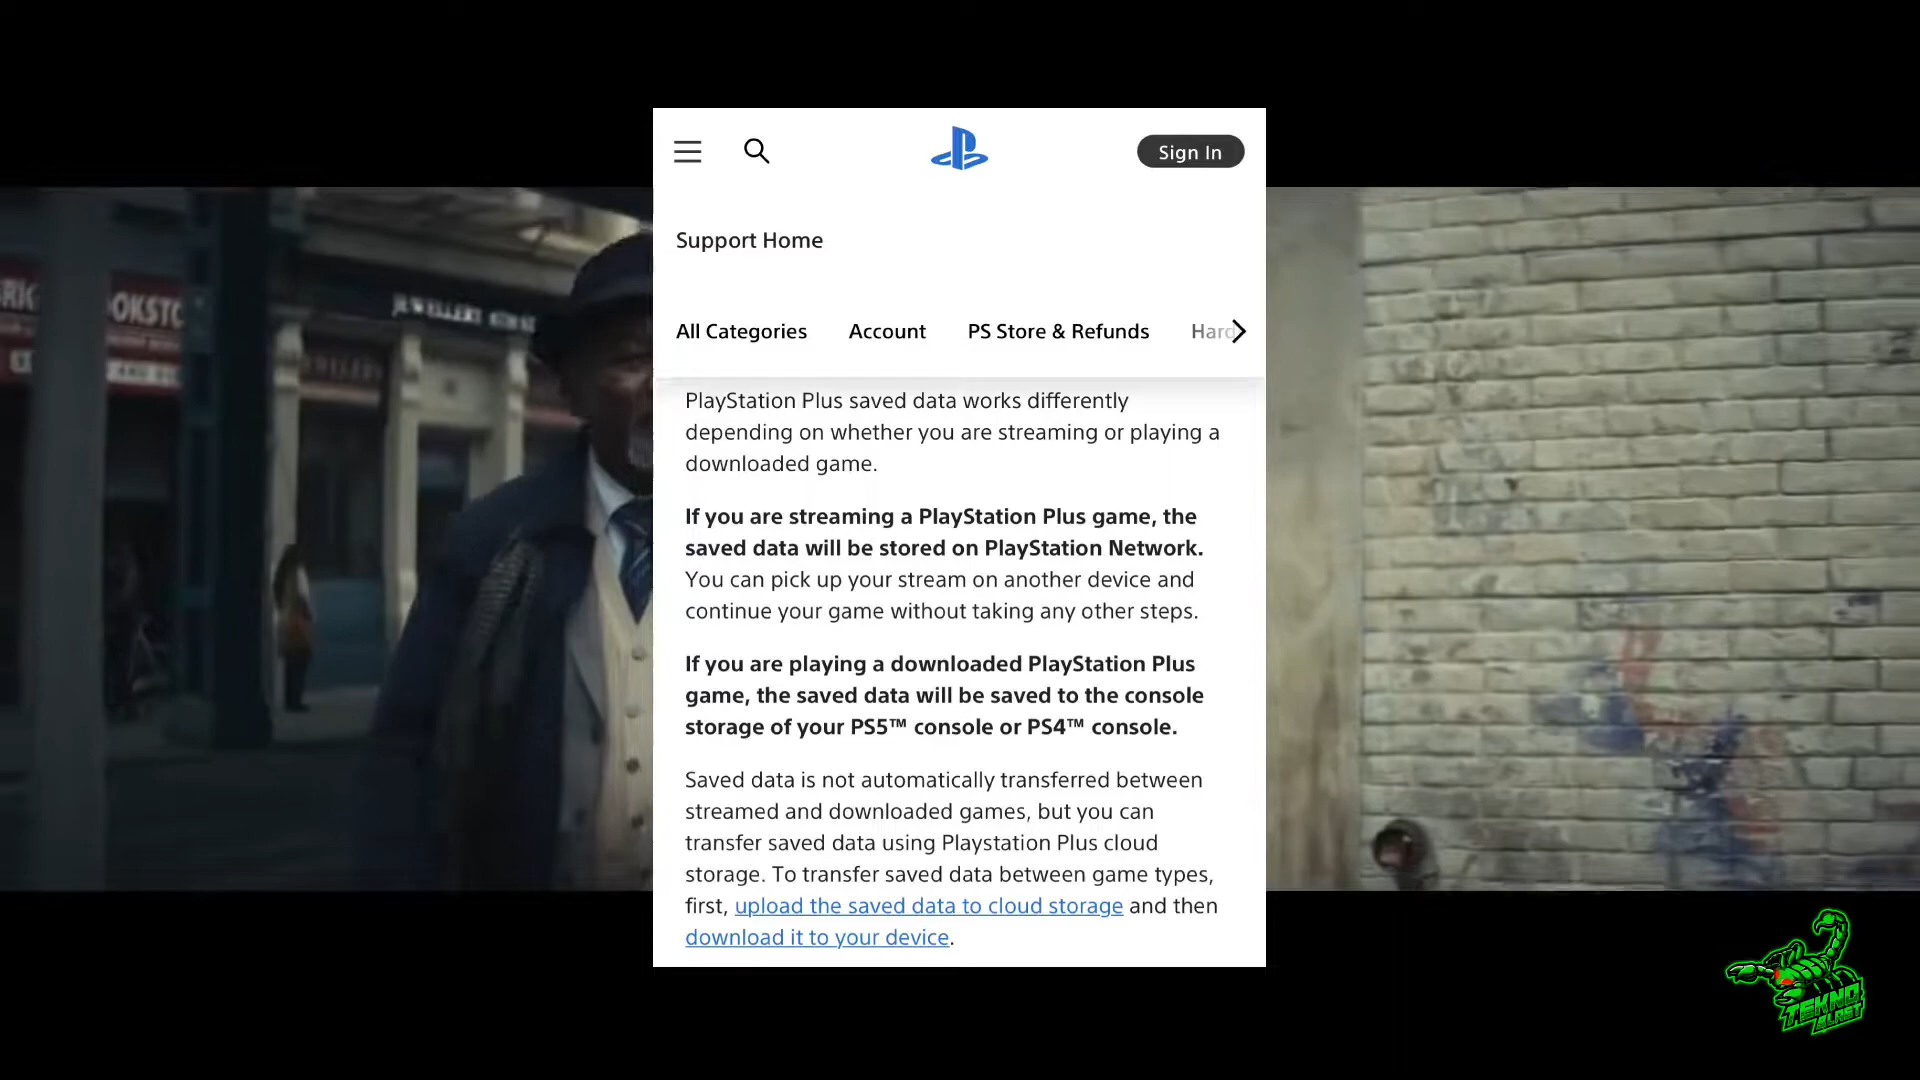 Sign In
Support Home
All Categories Account PS Store & Refunds Hard
PlayStation Plus saved data works differently
depending on whether you are streaming or playing a
downloaded game.
If you are streaming a PlayStation Plus game, the
saved data will be stored on PlayStation Network.
You can pick up your stream on another device and
continue your game without taking any other steps.
If you are playing a downloaded PlayStation Plus
game, the saved data will be saved to the console
storage of your PS5™ console or PS4™ console.
Saved data is not automatically transferred between
streamed and downloaded games, but you can
transfer saved data using Playstation Plus cloud
storage. To transfer saved data between game types,
first, upload the saved data to cloud storage and then
download it to your device.
JEWELLERY
TEKNO
BLAST